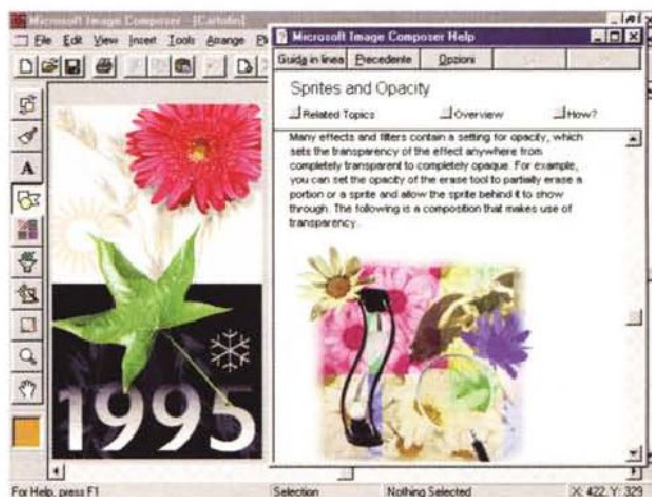 Microsoft Image Composer - [Cartolin]
File Edit View Insert Tools Arrange
Microsoft Image Composer Help
Guida in linea Precedente Opzioni
Sprites and Opacity
Related Topics Overview How?
Many effects and filters contain a setting for opacity, which
sets the transparency of the effect anywhere from
completely transparent to completely opaque. For example,
you can set the opacity of the erase tool to partially erase a
portion or a sprite and allow the sprite behind it to show
through. The following is a composition that makes use of
transparency.
A
1995
For Help, press F1 Selection Nothing Selected X: 422, Y: 329